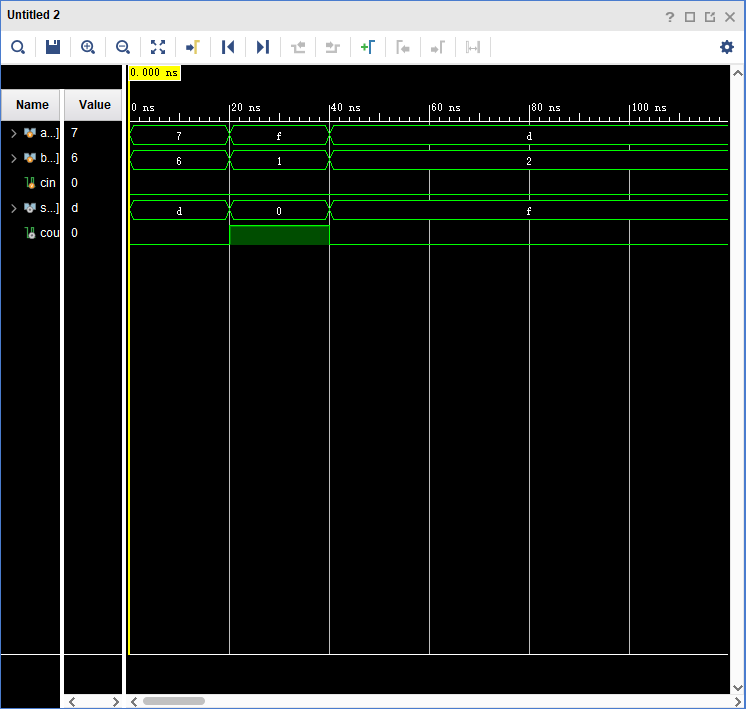 Untitled 2
0.000 ns
0 ns 20 ns 40 ns 60 ns 80 ns 100 ns
Name Value
a...] 7 7 f d
b...] 6 6 1 2
cin 0
s...] d d 0 f
cou 0